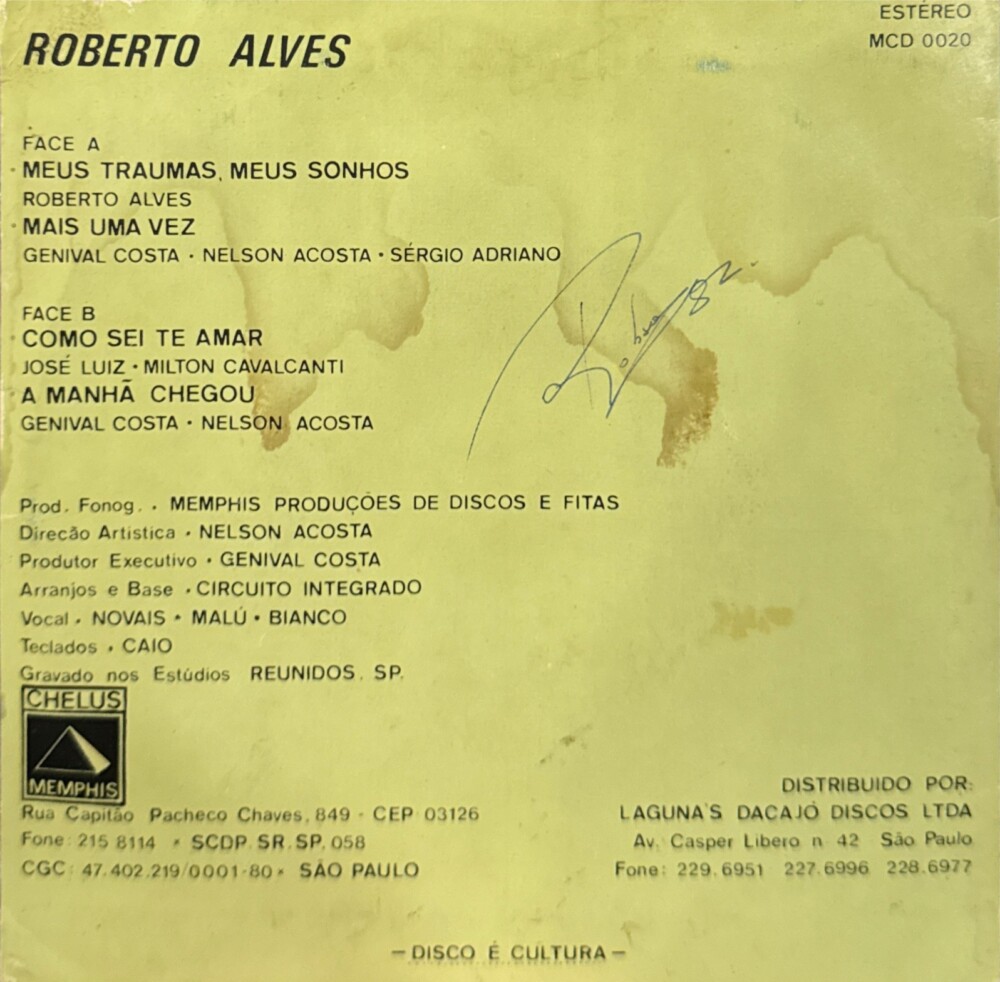 ESTÉREO
MCD 0020
ROBERTO ALVES
FACE A
· MEUS TRAUMAS, MEUS SONHOS
ROBERTO ALVES
· MAIS UMA VEZ
GENIVAL COSTA · NELSON ACOSTA · SÉRGIO ADRIANO
FACE B
· COMO SEI TE AMAR
JOSÉ LUIZ · MILTON CAVALCANTI
· A MANHÃ CHEGOU
GENIVAL COSTA · NELSON ACOSTA
Prod. Fonog. · MEMPHIS PRODUÇÕES DE DISCOS E FITAS
Direcão Artistica · NELSON ACOSTA
Produtor Executivo · GENIVAL COSTA
Arranjos e Base · CIRCUITO INTEGRADO
Vocal · NOVAIS · MALÚ · BIANCO
Teclados · CAIO
Gravado nos Estúdios REUNIDOS. SP.
CHELUS
MEMPHIS
Rua Capitão Pacheco Chaves, 849 - CEP 03126
Fone: 215 8114 * SCDP SR. SP. 058
CGC: 47.402.219/0001-80 * SÃO PAULO
DISTRIBUIDO POR:
LAGUNA'S DACAJÓ DISCOS LTDA
Av. Casper Libero n 42 São Paulo
Fone: 229.6951 227.6996 228.6977
— DISCO É CULTURA —